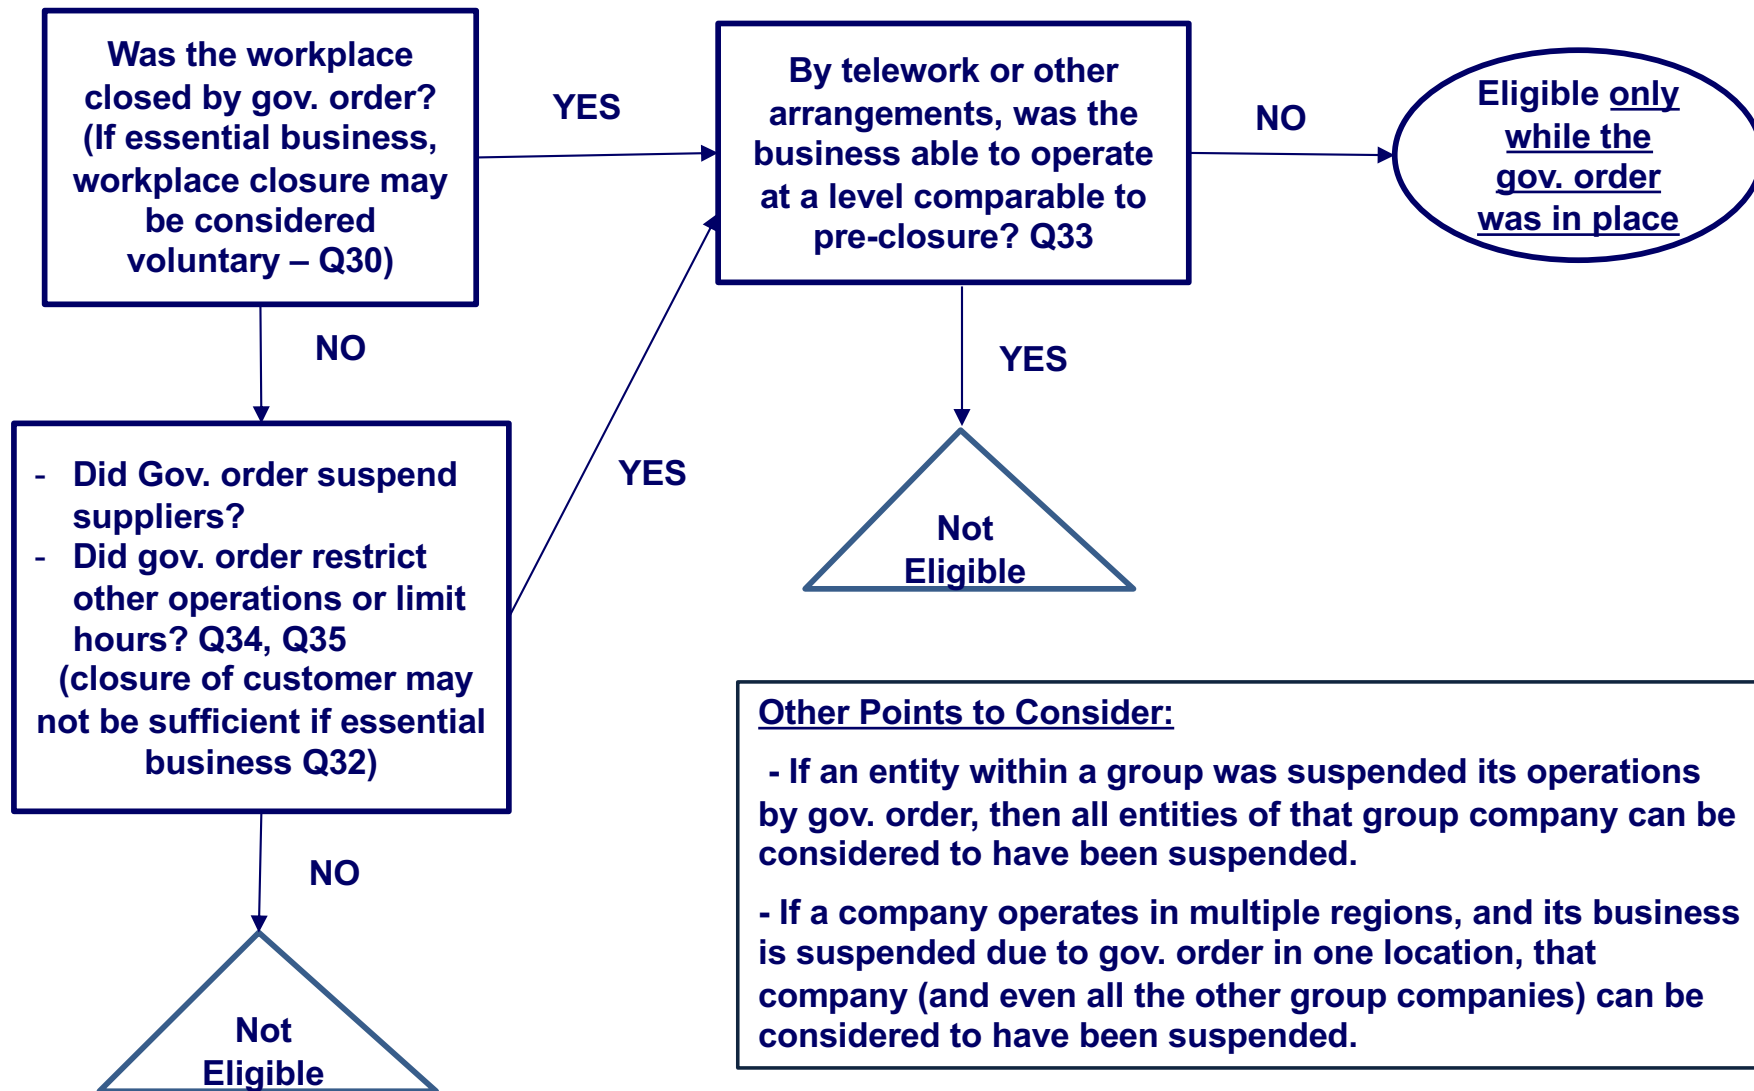 Was the workplace
closed by gov. order?
(If essential business,
workplace closure may
be considered
voluntary – Q30)
YES
By telework or other
arrangements, was the
business able to operate
at a level comparable to
pre-closure? Q33
NO
Eligible only
while the
gov. order
was in place
NO
YES
- Did Gov. order suspend
suppliers?
- Did gov. order restrict
other operations or limit
hours? Q34, Q35
(closure of customer may
not be sufficient if essential
business Q32)
YES
Not
Eligible
NO
Not
Eligible
Other Points to Consider:
- If an entity within a group was suspended its operations
by gov. order, then all entities of that group company can be
considered to have been suspended.
- If a company operates in multiple regions, and its business
is suspended due to gov. order in one location, that
company (and even all the other group companies) can be
considered to have been suspended.